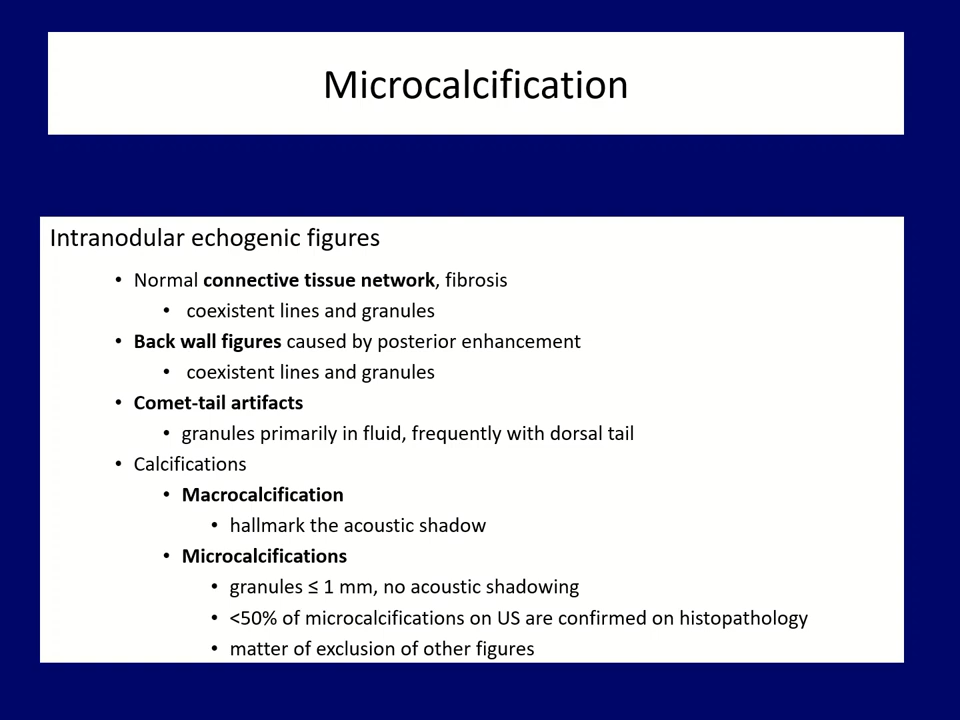 Microcalcification
Intranodular echogenic figures
• Normal connective tissue network, fibrosis
• coexistent lines and granules
• Back wall figures caused by posterior enhancement
• coexistent lines and granules
• Comet-tail artifacts
• granules primarily in fluid, frequently with dorsal tail
• Calcifications
• Macrocalcification
• hallmark the acoustic shadow
• Microcalcifications
• granules ≤ 1 mm, no acoustic shadowing
• <50% of microcalcifications on US are confirmed on histopathology
• matter of exclusion of other figures